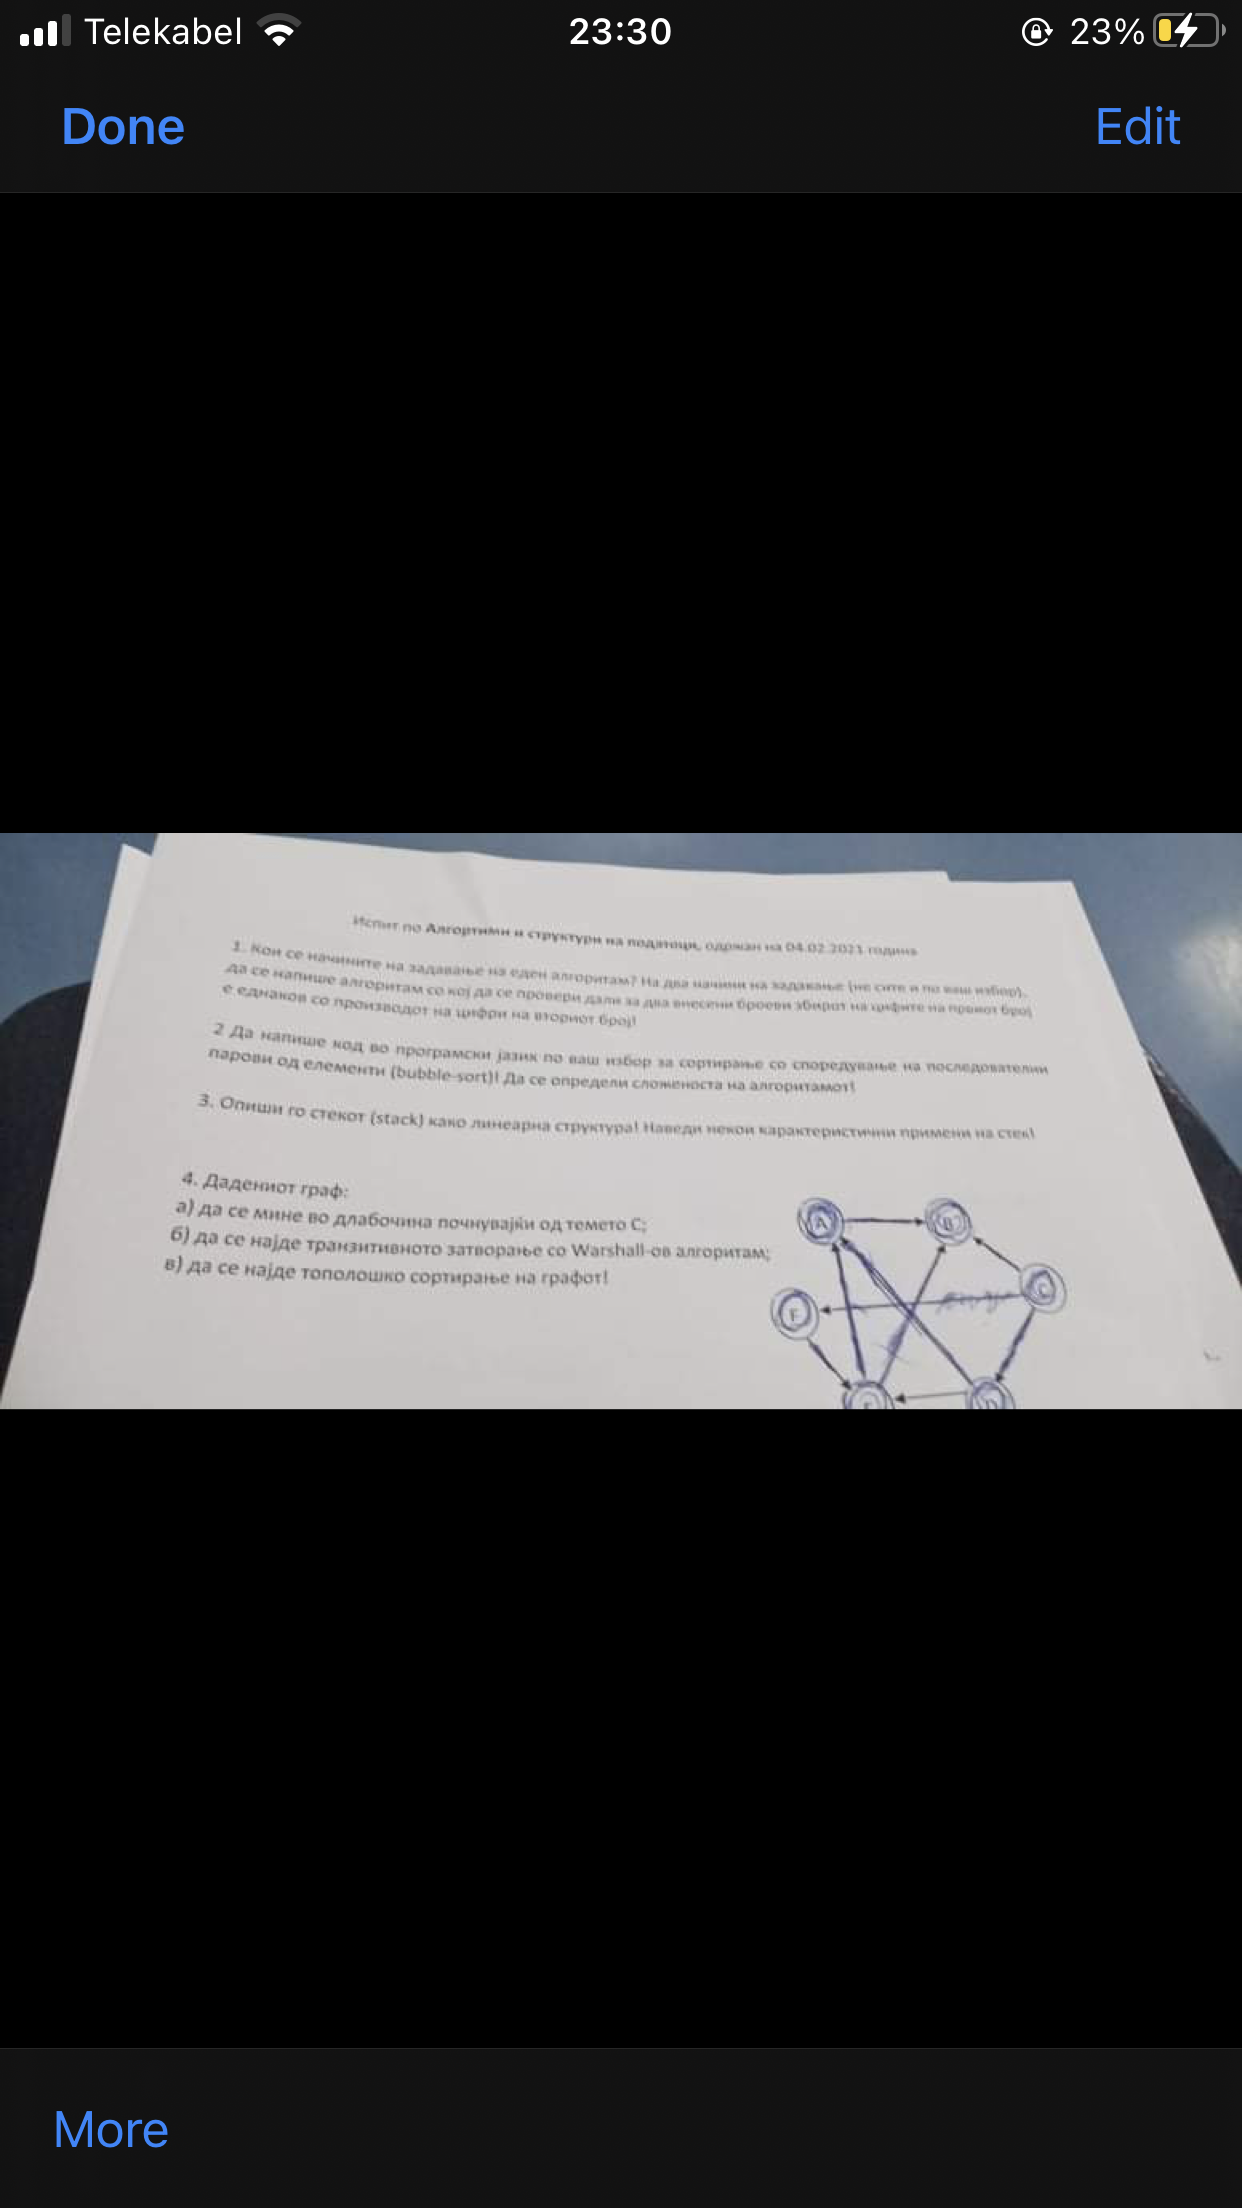 Telekabel 23:30 23%
Done Edit
Испит по Алгортими и структури на податоци, одржан на 04.02.2021 година
1. Кои се начините на задавање на еден алгоритам? На два начини на задавање (не сите и по ваш избор),
да се напише алгоритам со кој да се провери дали за два внесени броеви збирот на цифите на првиот број
е еднаков со производот на цифри на вториот број!
2 Да напише код во програмски јазик по ваш избор за сортирање со споредување на последователни
парови од елементи (bubble-sort)! Да се определи сложеноста на алгоритамот!
3. Опиши го стекот (stack) како линеарна структура! Наведи некои карактеристични примени на стек!
4. Дадениот граф:
а) да се мине во длабочина почнувајќи од темето C;
б) да се најде транзитивното затворање со Warshall-ов алгоритам;
в) да се најде тополошко сортирање на графот!
A B
C
F
E D
More